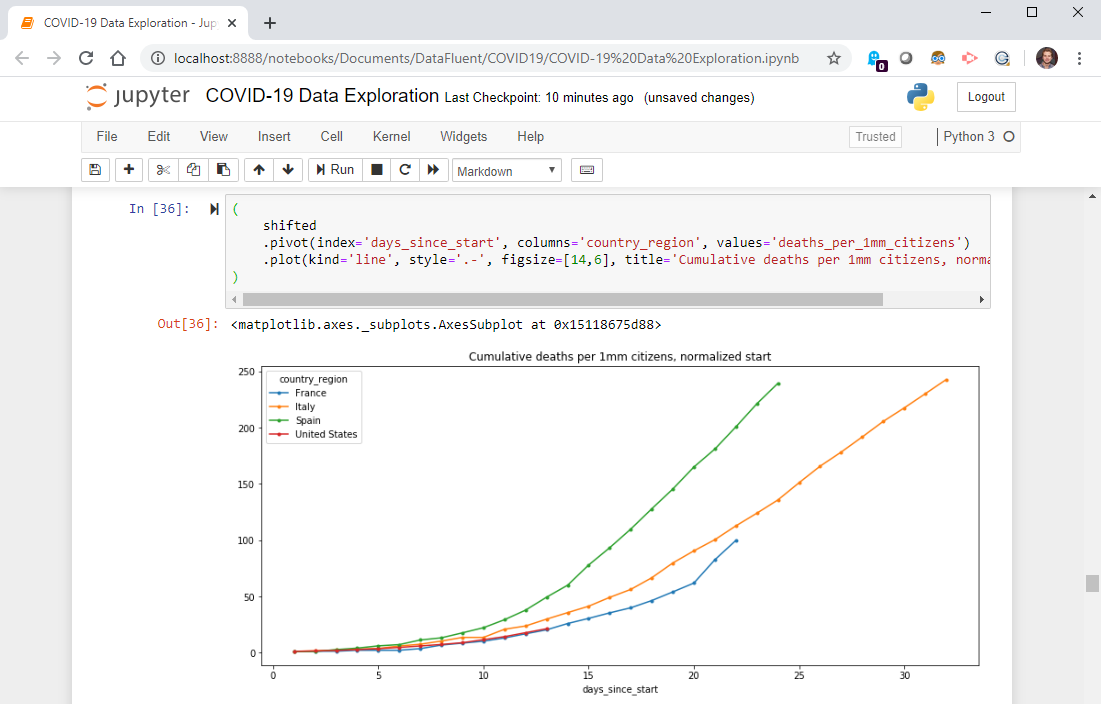 COVID-19 Data Exploration - Jup
localhost:8888/notebooks/Documents/DataFluent/COVID19/COVID-19%20Data%20Exploration.ipynb
0
jupyter COVID-19 Data Exploration Last Checkpoint: 10 minutes ago (unsaved changes)
Logout
File Edit View Insert Cell Kernel Widgets Help
Trusted
Python 3
Run
Markdown
In [36]:
(
shifted
.pivot(index='days_since_start', columns='country_region', values='deaths_per_1mm_citizens')
.plot(kind='line', style='.-', figsize=[14,6], title='Cumulative deaths per 1mm citizens, norma
)
Out[36]: <matplotlib.axes._subplots.AxesSubplot at 0x15118675d88>
Cumulative deaths per 1mm citizens, normalized start
country_region
France
Italy
Spain
United States
250
200
150
100
50
0
0 5 10 15 20 25 30
days_since_start